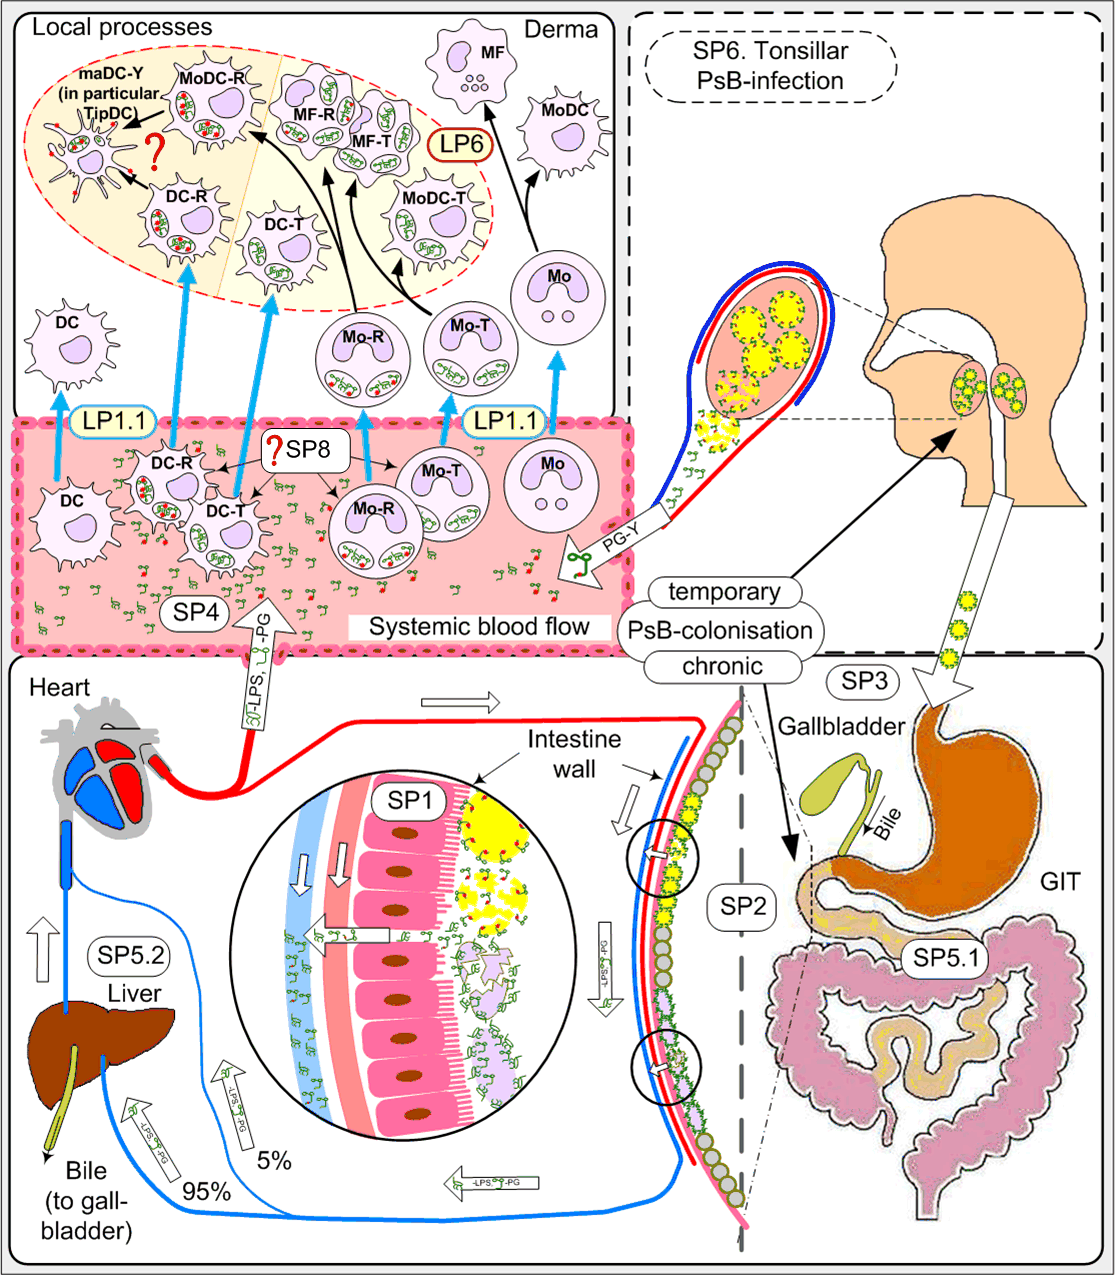 Local processes
Derma
maDC-Y
(in particular
TipDC)
MoDC-R
MF-R
MF-T
LP6
MF
MoDC
?
DC-R
DC-T
MoDC-T
Mo
DC
Mo-R
Mo-T
LP1.1
LP1.1
SP6. Tonsillar
PsB-infection
DC-R
?SP8
Mo-T
Mo
DC
DC-T
Mo-R
PG-Y
SP4
Systemic blood flow
-LPS, -PG
temporary
PsB-colonisation
chronic
Heart
Intestine
wall
SP1
SP2
SP3
Gallbladder
Bile
GIT
SP5.1
SP5.2
Liver
-LPS, -PG
-LPS, -PG
-LPS, -PG
-LPS, -PG
5%
95%
Bile
(to gall-
bladder)